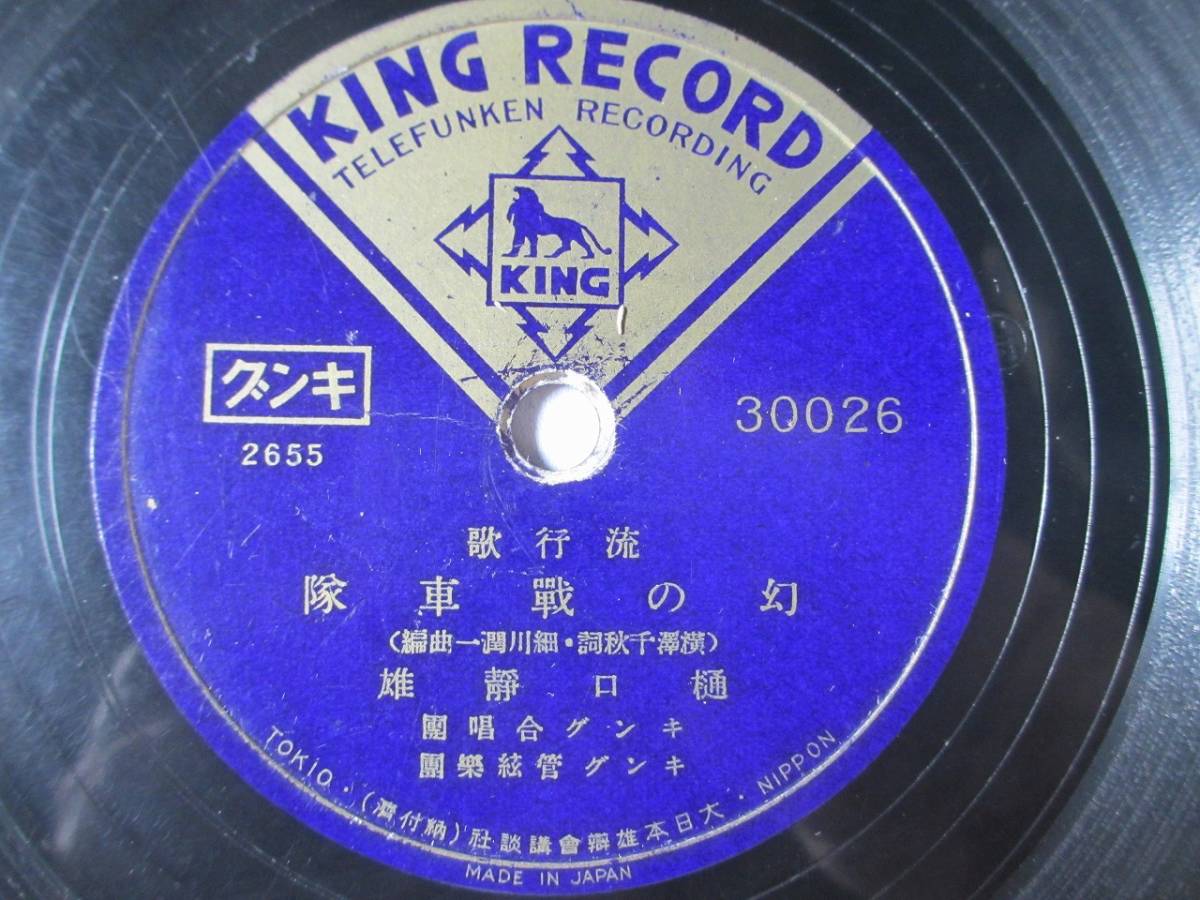 KING RECORD
TELEFUNKEN RECORDING
KING
キング
2655
30026
流行歌
幻の戰車隊
(横澤千秋詞・細川潤一曲編)
樋口靜雄
キング合唱團
キング管絃樂團
TOKIO・(濟付納)社談講會辯雄本日大・NIPPON
MADE IN JAPAN